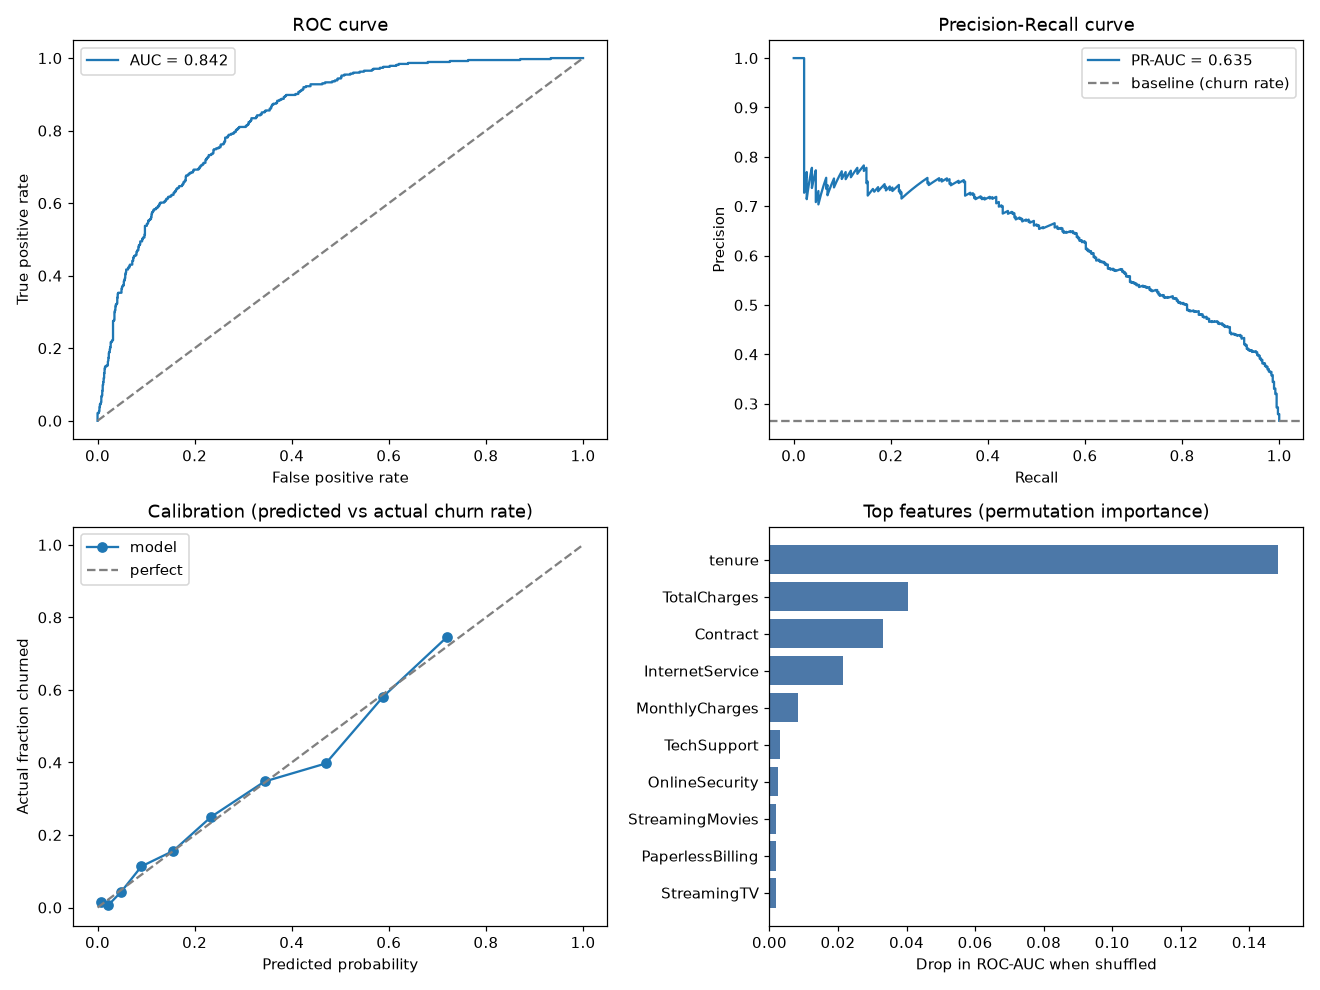 ROC curve
AUC = 0.842
1.0
0.8
0.6
0.4
0.2
0.0
True positive rate
0.0 0.2 0.4 0.6 0.8 1.0
False positive rate
Precision-Recall curve
PR-AUC = 0.635
baseline (churn rate)
1.0
0.9
0.8
0.7
0.6
0.5
0.4
0.3
Precision
0.0 0.2 0.4 0.6 0.8 1.0
Recall
Calibration (predicted vs actual churn rate)
model
perfect
1.0
0.8
0.6
0.4
0.2
0.0
Actual fraction churned
0.0 0.2 0.4 0.6 0.8 1.0
Predicted probability
Top features (permutation importance)
tenure
TotalCharges
Contract
InternetService
MonthlyCharges
TechSupport
OnlineSecurity
StreamingMovies
PaperlessBilling
StreamingTV
0.00 0.02 0.04 0.06 0.08 0.10 0.12 0.14
Drop in ROC-AUC when shuffled